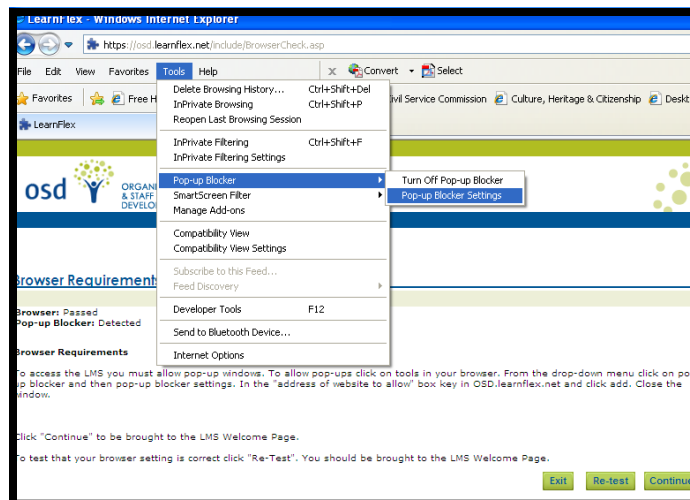 LearnFlex - Windows Internet Explorer
https://osd.learnflex.net/include/BrowserCheck.asp
File Edit View Favorites Tools Help x Convert Select
Favorites Free H ivil Service Commission Culture, Heritage & Citizenship Deskt
LearnFlex
Delete Browsing History... Ctrl+Shift+Del
InPrivate Browsing Ctrl+Shift+P
Reopen Last Browsing Session
InPrivate Filtering Ctrl+Shift+F
InPrivate Filtering Settings
Pop-up Blocker
SmartScreen Filter
Manage Add-ons
Compatibility View
Compatibility View Settings
Subscribe to this Feed...
Feed Discovery
Developer Tools F12
Send to Bluetooth Device...
Internet Options
Turn Off Pop-up Blocker
Pop-up Blocker Settings
osd ORGANI
& STAFF
DEVELO
Browser Requirement
Browser: Passed
Pop-up Blocker: Detected
Browser Requirements
To access the LMS you must allow pop-up windows. To allow pop-ups click on tools in your browser. From the drop-down menu click on po
up blocker and then pop-up blocker settings. In the "address of website to allow" box key in OSD.learnflex.net and click add. Close the
window.
Click "Continue" to be brought to the LMS Welcome Page.
To test that your browser setting is correct click "Re-Test". You should be brought to the LMS Welcome Page.
Exit Re-test Continue